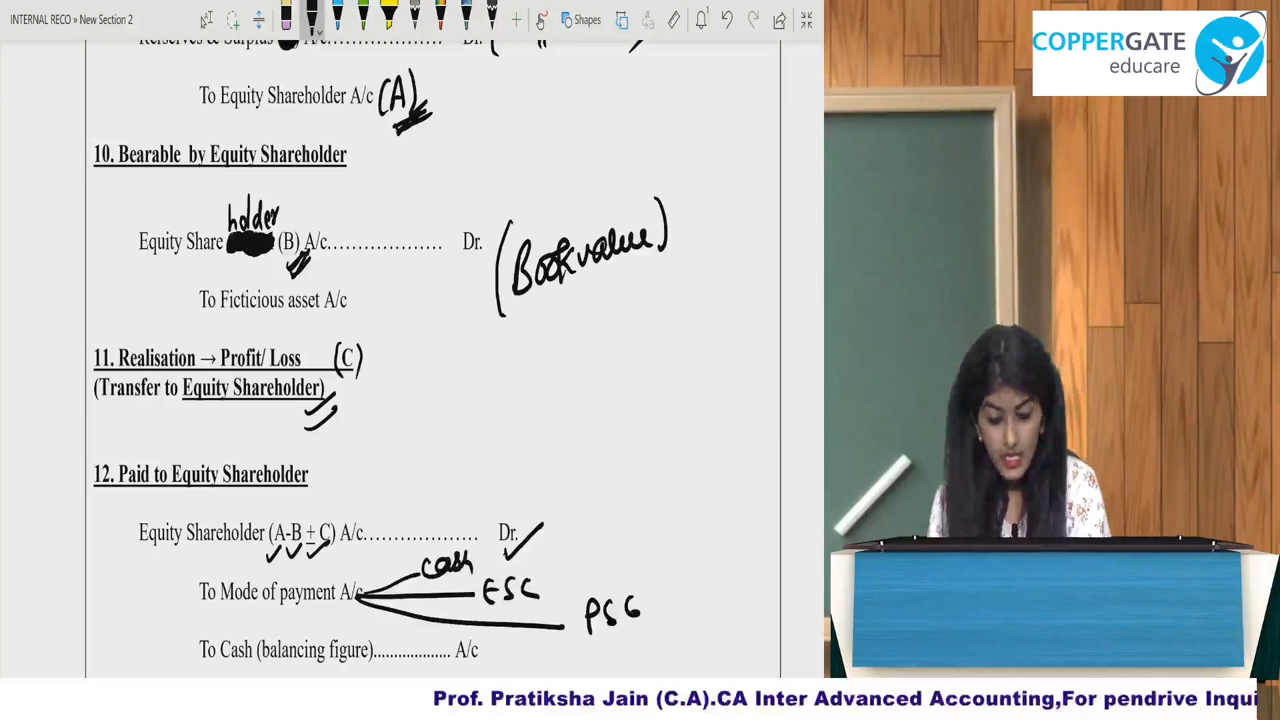 INTERNAL RECO » New Section 2
Shapes
COPPERGATE
educare
Rerserves & Surplus A/c................... Dr.
To Equity Shareholder A/c (A)
10. Bearable by Equity Shareholder
holder
Equity Share (B) A/c................... Dr. (Book value)
To Ficticious asset A/c
11. Realisation → Profit/ Loss (C)
(Transfer to Equity Shareholder)
12. Paid to Equity Shareholder
Equity Shareholder (A-B ± C) A/c.................... Dr.
cash
To Mode of payment A/c ESC
PSC
To Cash (balancing figure)................... A/c
Prof. Pratiksha Jain (C.A).CA Inter Advanced Accounting,For pendrive Inqui